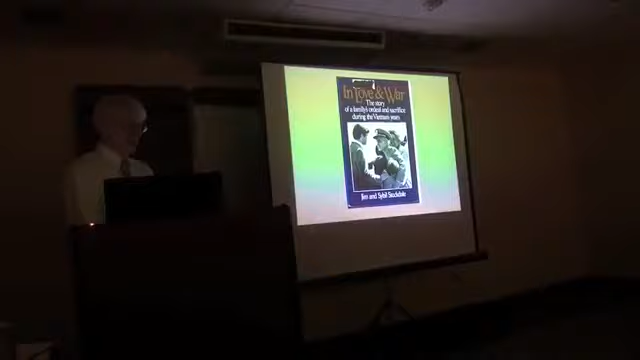 In Love & War
The story
of a family's ordeal and sacrifice
during the Vietnam years
Jim and Sybil Stockdale